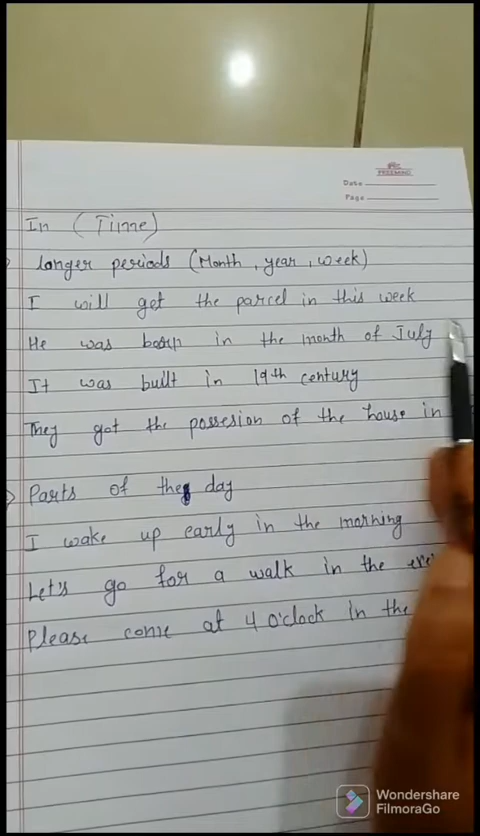 Date
Page
In (Time)
longer periods (Month, year, week)
I will get the parcel in this week
He was born in the month of July
It was built in 19th century
They got the possesion of the house in
Parts of the day
I wake up early in the morning
Let's go for a walk in the
Please come at 4 o'clock in the
Wondershare
FilmoraGo